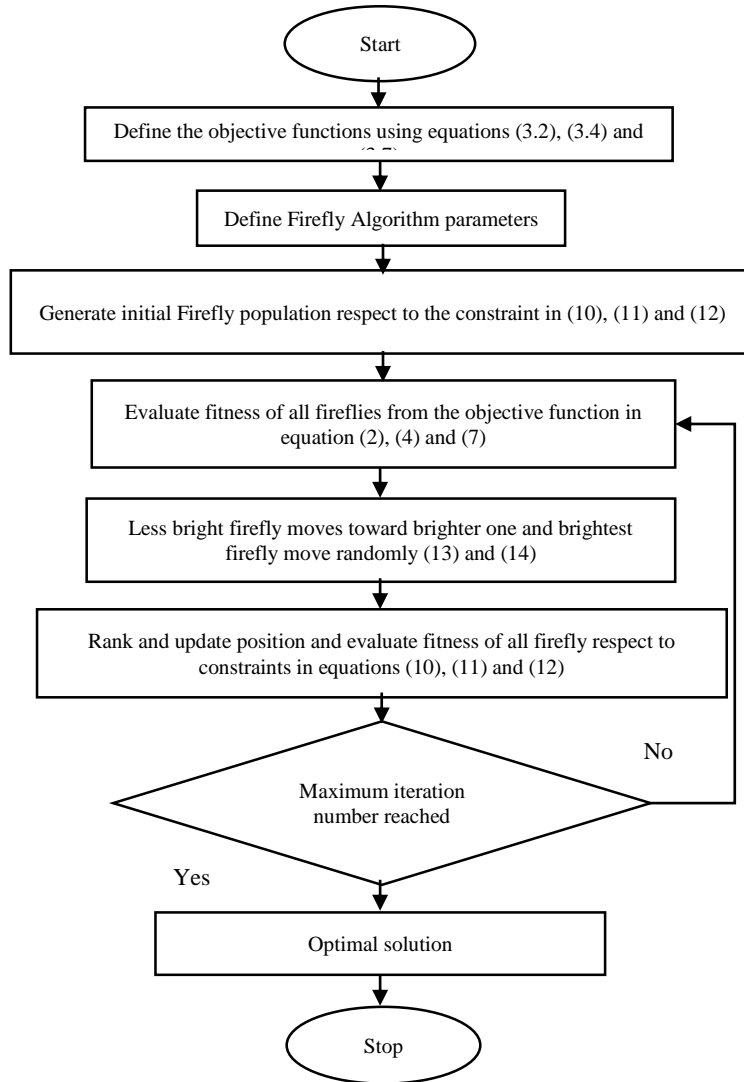 Start
Define the objective functions using equations (3.2), (3.4) and
Define Firefly Algorithm parameters
Generate initial Firefly population respect to the constraint in (10), (11) and (12)
Evaluate fitness of all fireflies from the objective function in
equation (2), (4) and (7)
Less bright firefly moves toward brighter one and brightest
firefly move randomly (13) and (14)
Rank and update position and evaluate fitness of all firefly respect to
constraints in equations (10), (11) and (12)
No
Maximum iteration
number reached
Yes
Optimal solution
Stop